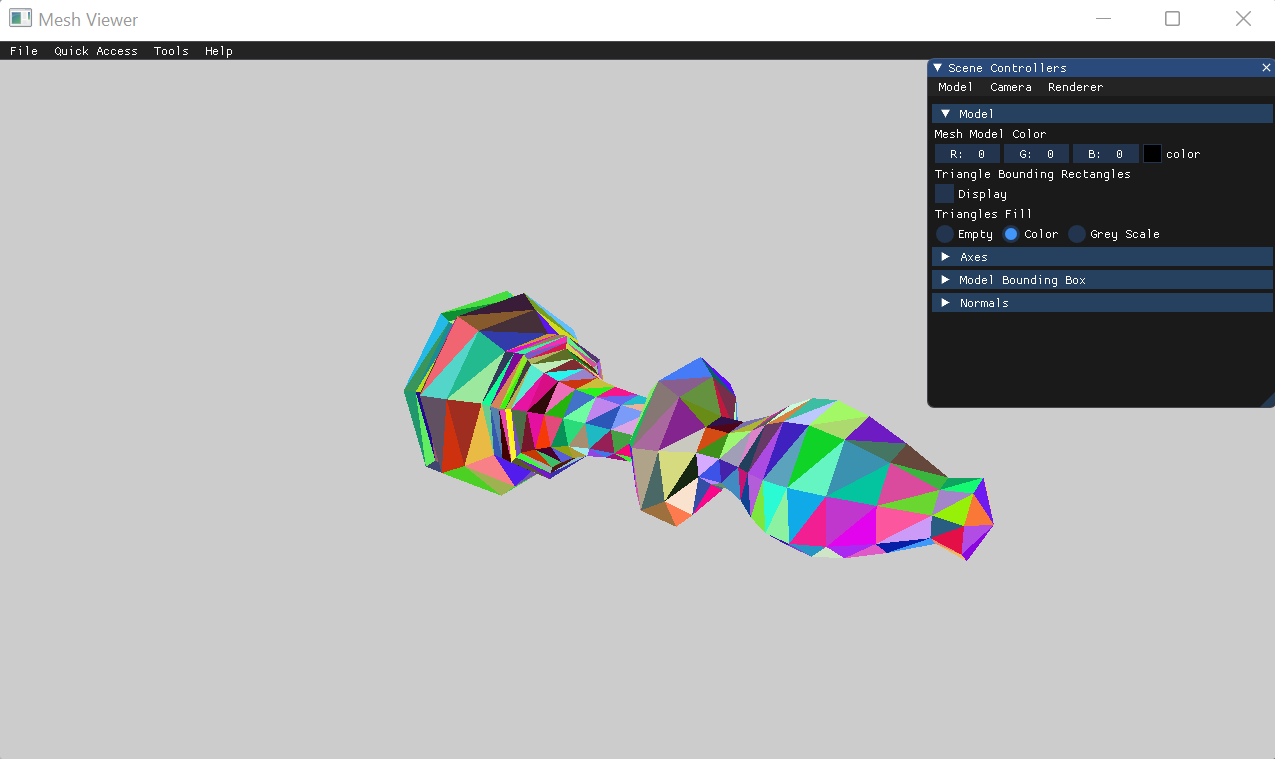 Mesh Viewer
File Quick Access Tools Help
Scene Controllers
Model Camera Renderer
Model
Mesh Model Color
R: 0 G: 0 B: 0 color
Triangle Bounding Rectangles
Display
Triangles Fill
Empty Color Grey Scale
Axes
Model Bounding Box
Normals